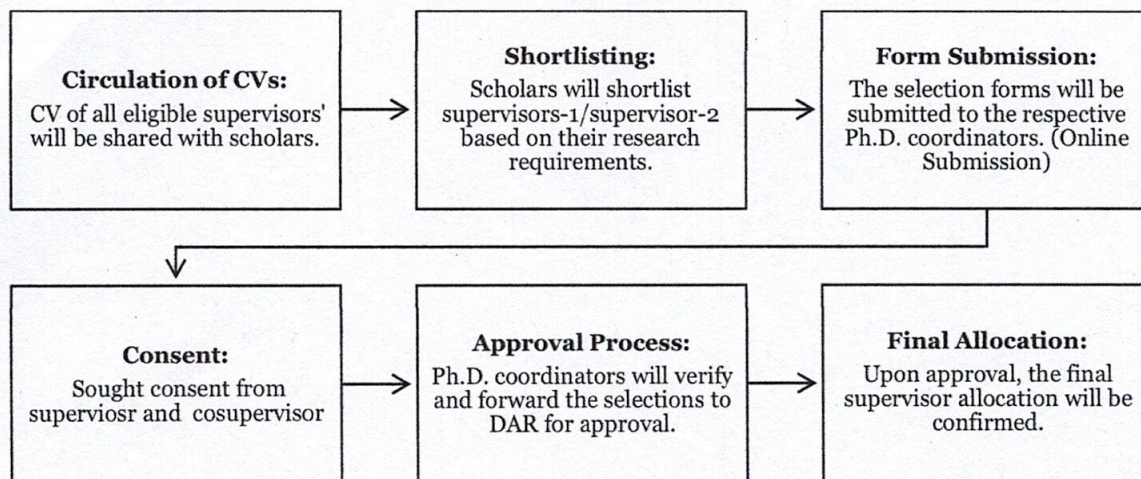 Circulation of CVs:
CV of all eligible supervisors'
will be shared with scholars.
Shortlisting:
Scholars will shortlist
supervisors-1/supervisor-2
based on their research
requirements.
Form Submission:
The selection forms will be
submitted to the respective
Ph.D. coordinators. (Online
Submission)
Consent:
Sought consent from
superviosr and cosupervisor
Approval Process:
Ph.D. coordinators will verify
and forward the selections to
DAR for approval.
Final Allocation:
Upon approval, the final
supervisor allocation will be
confirmed.